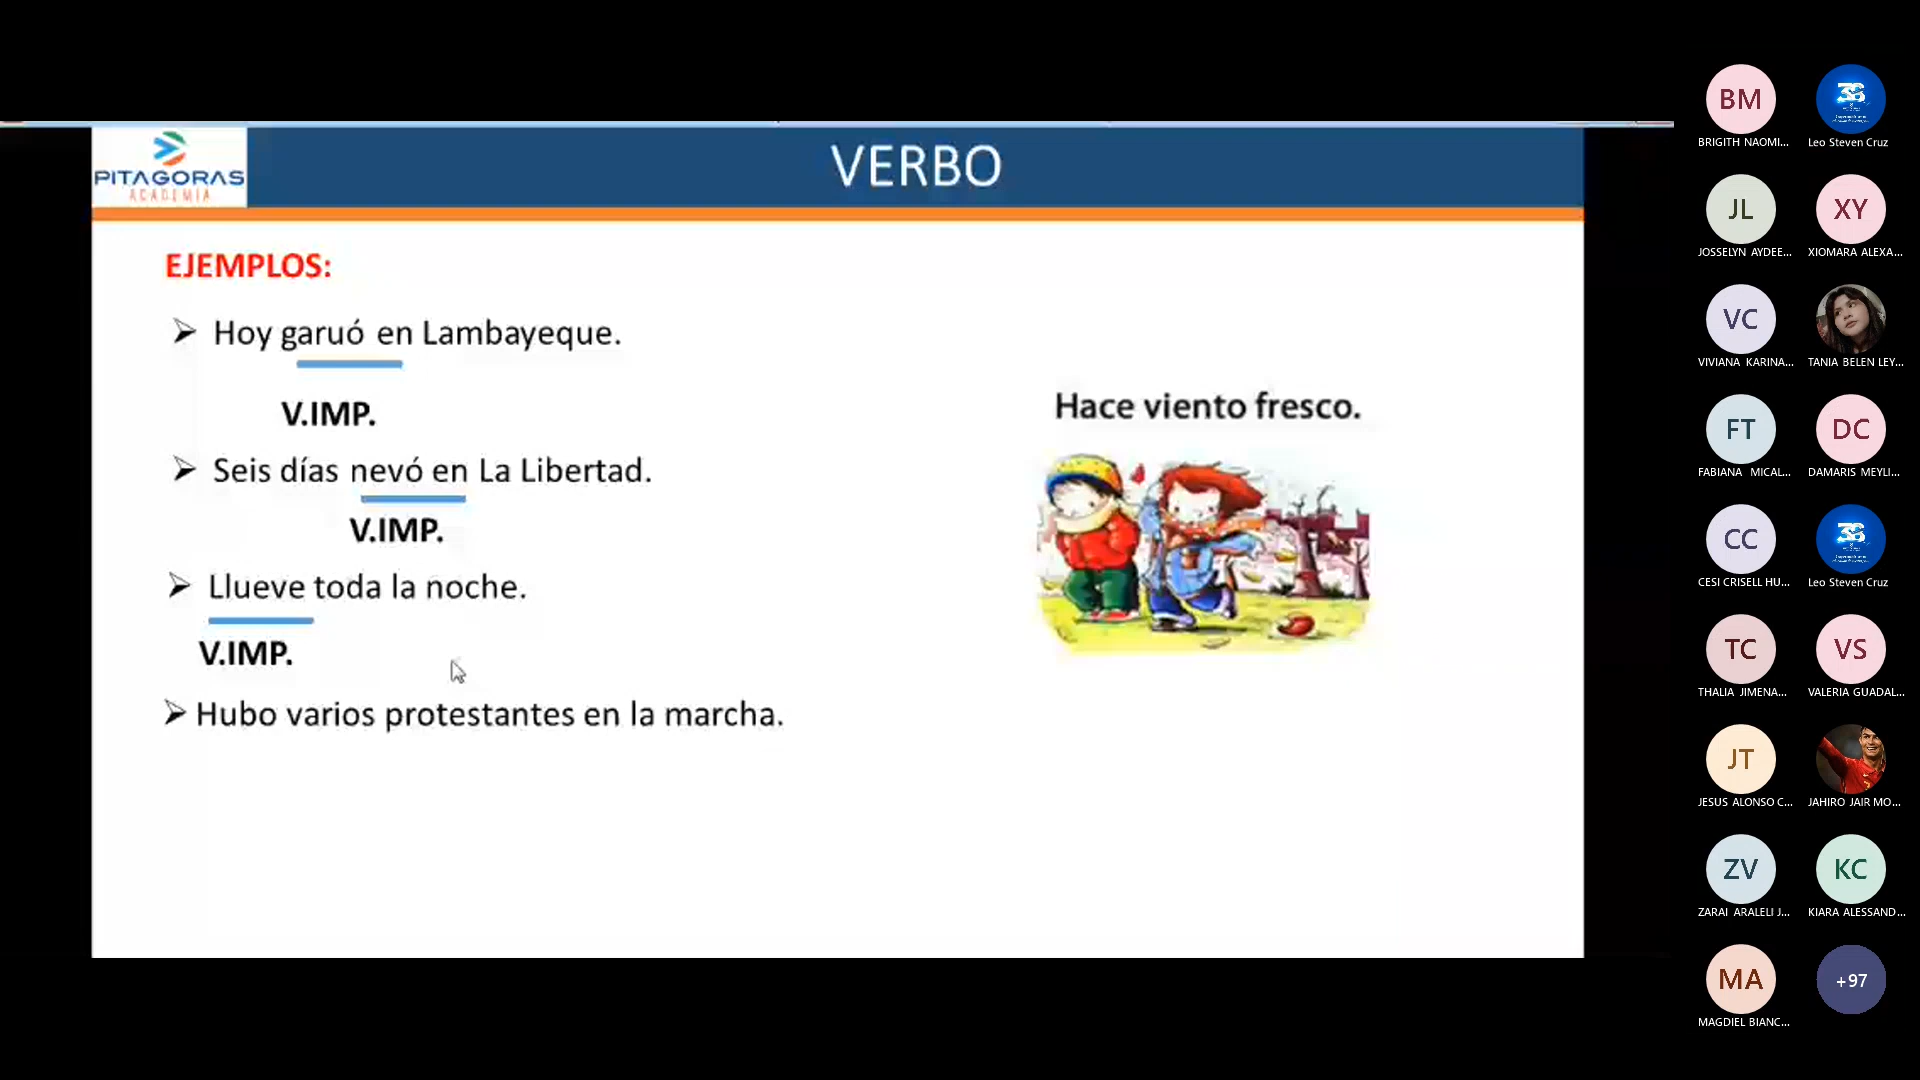 PITAGORAS
ACADEMIA
VERBO
EJEMPLOS:
➢ Hoy garuó en Lambayeque.
V.IMP.
➢ Seis días nevó en La Libertad.
V.IMP.
➢ Llueve toda la noche.
V.IMP.
➢ Hubo varios protestantes en la marcha.
Hace viento fresco.
BM
BRIGITH NAOMI...
36
Leo Steven Cruz
JL
JOSSELYN AYDEE...
XY
XIOMARA ALEXA...
VC
VIVIANA KARINA...
TANIA BELEN LEY...
FT
FABIANA MICAL...
DC
DAMARIS MEYLI...
CC
CESI CRISELL HU...
36
Leo Steven Cruz
TC
THALIA JIMENA...
VS
VALERIA GUADAL...
JT
JESUS ALONSO C...
JAHIRO JAIR MO...
ZV
ZARAI ARALELI J...
KC
KIARA ALESSAND...
MA
MAGDIEL BIANC...
+97